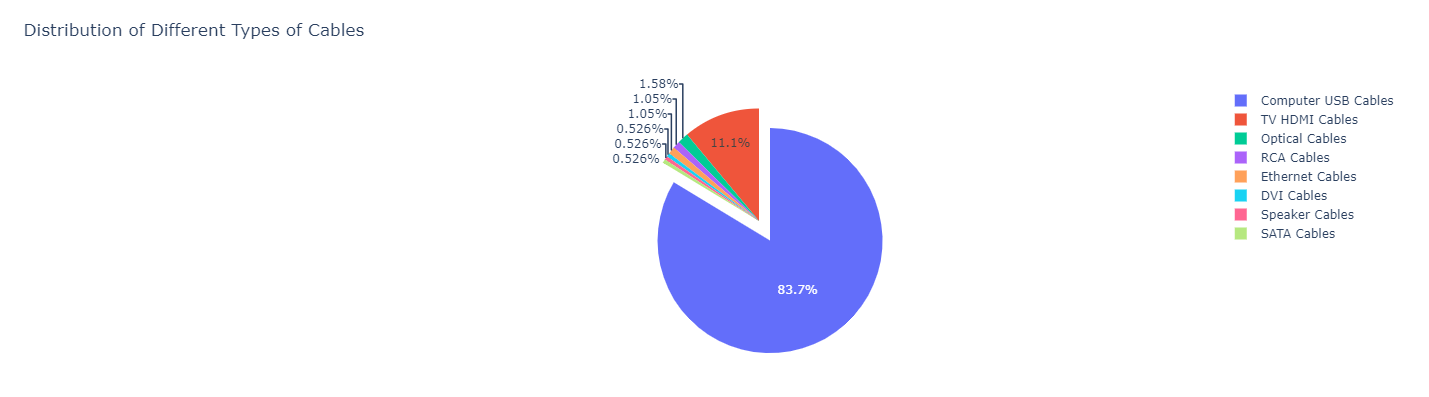 Distribution of Different Types of Cables
1.58%
1.05%
1.05%
0.526%
0.526%
0.526%
11.1%
83.7%
Computer USB Cables
TV HDMI Cables
Optical Cables
RCA Cables
Ethernet Cables
DVI Cables
Speaker Cables
SATA Cables